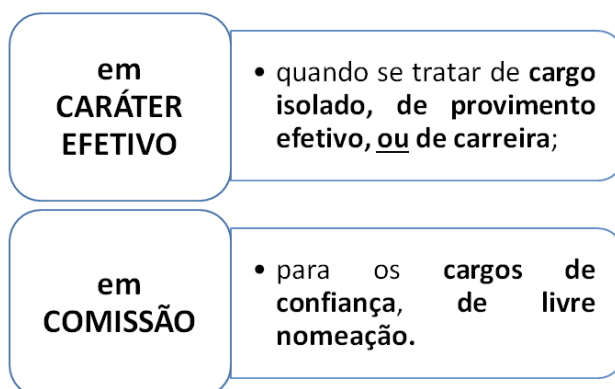 em
CARÁTER
EFETIVO
• quando se tratar de cargo
isolado, de provimento
efetivo, ou de carreira;
em
COMISSÃO
• para os cargos de
confiança, de livre
nomeação.